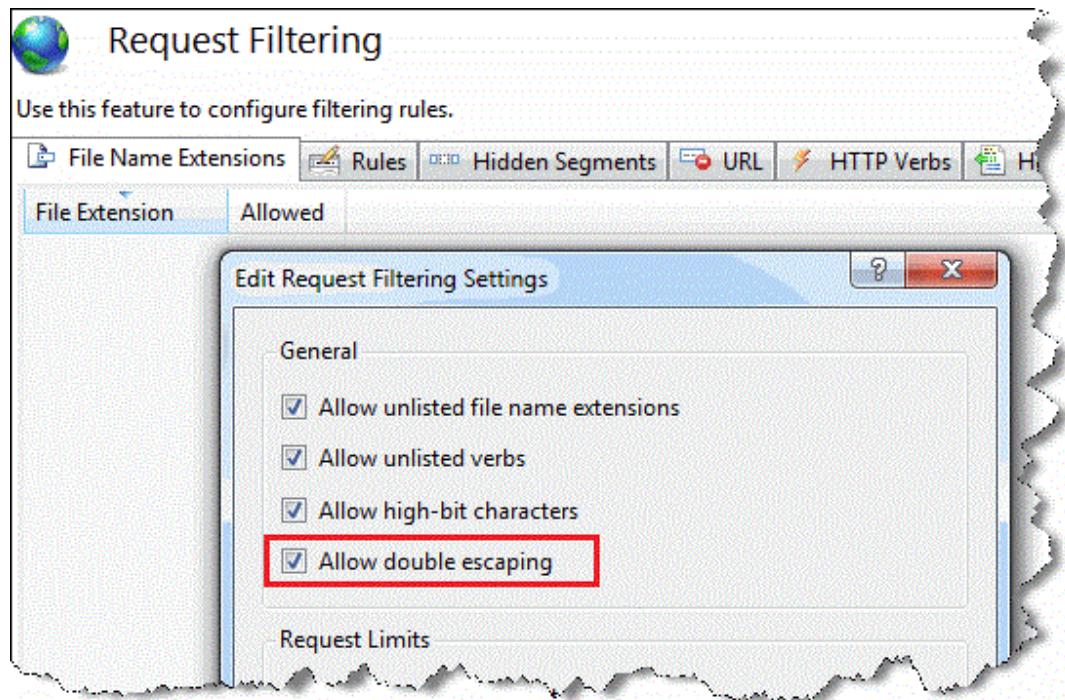 Request Filtering
Use this feature to configure filtering rules.
File Name Extensions Rules Hidden Segments URL HTTP Verbs
File Extension Allowed
Edit Request Filtering Settings
General
Allow unlisted file name extensions
Allow unlisted verbs
Allow high-bit characters
Allow double escaping
Request Limits